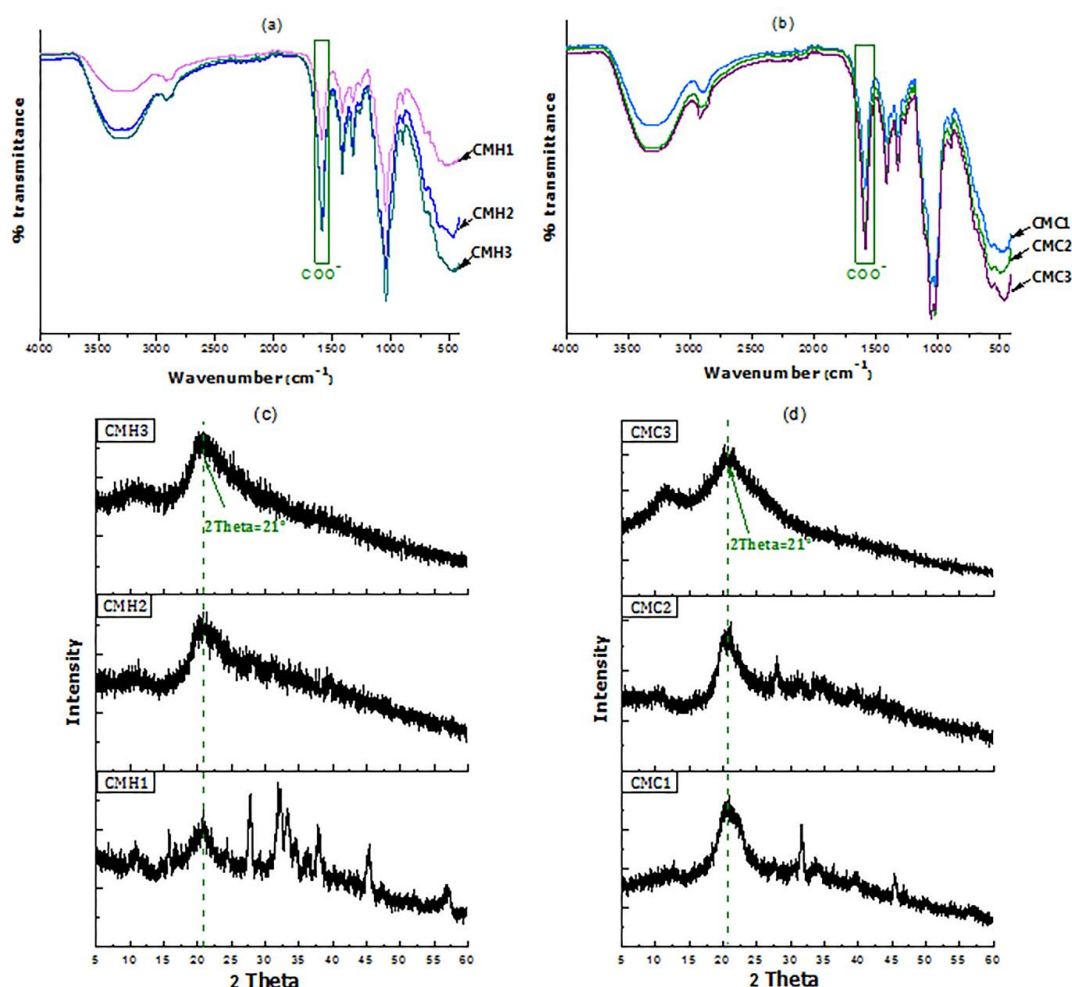 (a)
% transmittance
CMH1
CMH2
CMH3
COO⁻
4000 3500 3000 2500 2000 1500 1000 500
Wavenumber (cm⁻¹)
(b)
% transmittance
CMC1
CMC2
CMC3
COO⁻
4000 3500 3000 2500 2000 1500 1000 500
Wavenumber (cm⁻¹)
(c)
CMH3
2Theta=21°
CMH2
CMH1
Intensity
5 10 15 20 25 30 35 40 45 50 55 60
2 Theta
(d)
CMC3
2Theta=21°
CMC2
CMC1
Intensity
5 10 15 20 25 30 35 40 45 50 55 60
2 Theta